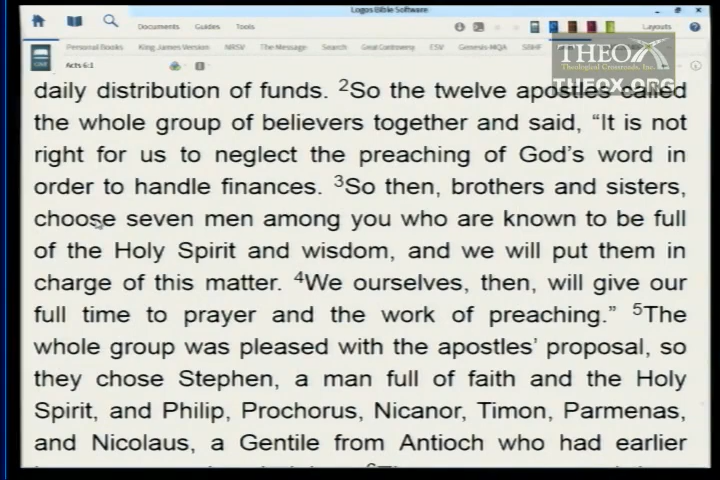 Logos Bible Software
Documents Guides Tools Layouts
Personal Books King James Version NRSV The Message Search Great Controversy ESV Genesis-MQA SBHF
THEOX
Theological Crossroads, Inc.
THEOX.ORG
Acts 6:1
daily distribution of funds. ²So the twelve apostles called
the whole group of believers together and said, “It is not
right for us to neglect the preaching of God’s word in
order to handle finances. ³So then, brothers and sisters,
choose seven men among you who are known to be full
of the Holy Spirit and wisdom, and we will put them in
charge of this matter. ⁴We ourselves, then, will give our
full time to prayer and the work of preaching.” ⁵The
whole group was pleased with the apostles’ proposal, so
they chose Stephen, a man full of faith and the Holy
Spirit, and Philip, Prochorus, Nicanor, Timon, Parmenas,
and Nicolaus, a Gentile from Antioch who had earlier